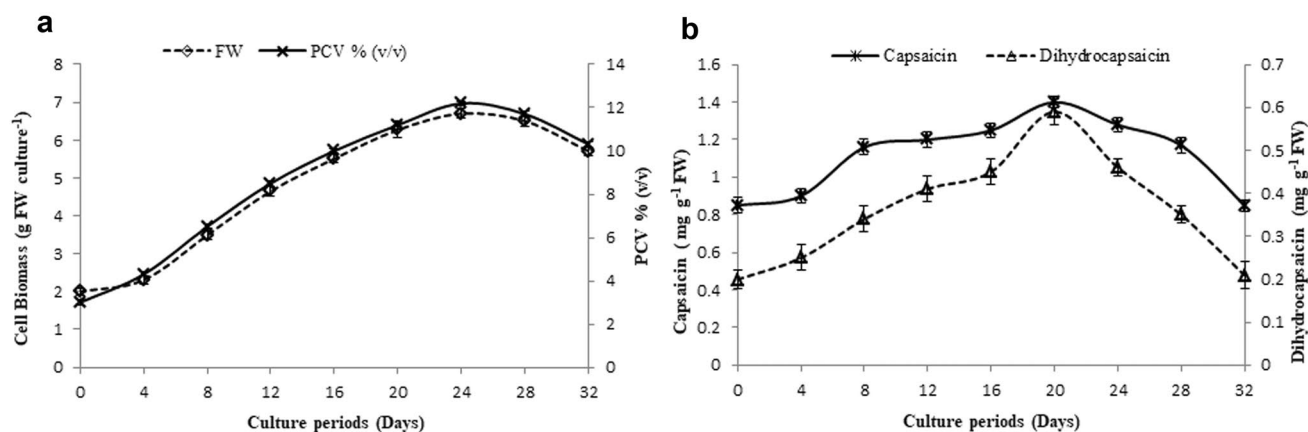 a
FW PCV % (v/v)
Cell Biomass (g FW culture-1)
8
7
6
5
4
3
2
1
0
14
12
10
8
6
4
2
0
PCV % (v/v)
0 4 8 12 16 20 24 28 32
Culture periods (Days)
b
Capsaicin Dihydrocapsaicin
Capsaicin ( mg g-1 FW)
1.6
1.4
1.2
1
0.8
0.6
0.4
0.2
0
0.7
0.6
0.5
0.4
0.3
0.2
0.1
0
Dihydrocapsaicin (mg g-1 FW)
0 4 8 12 16 20 24 28 32
Culture periods (Days)